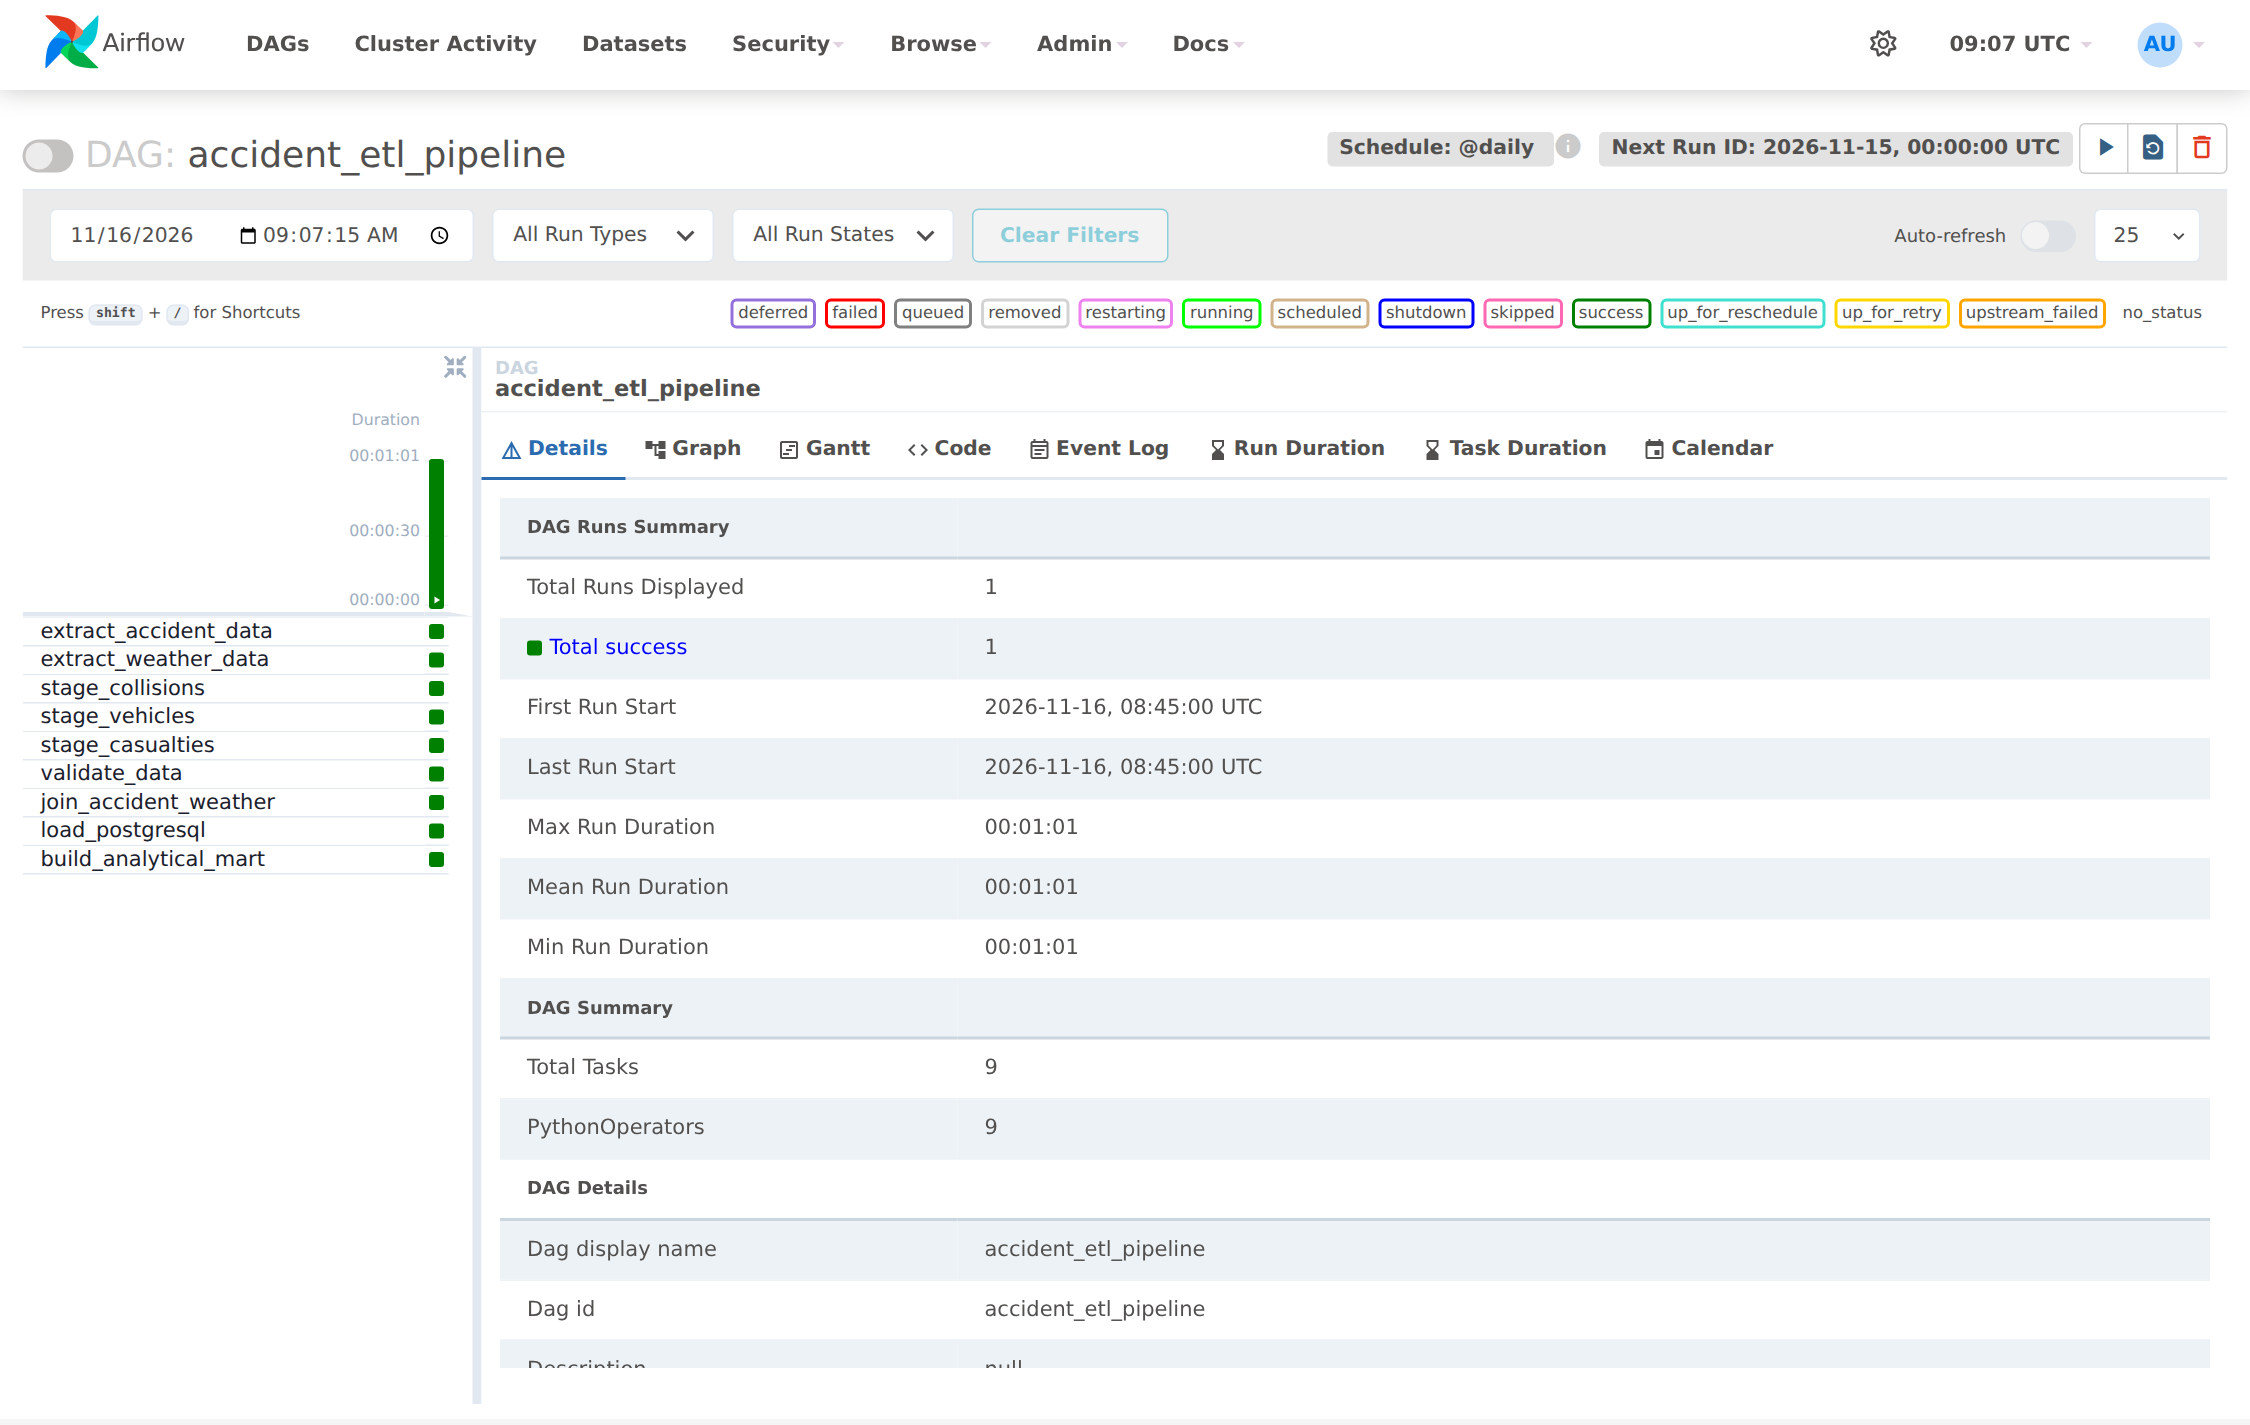 Airflow DAGs Cluster Activity Datasets Security Browse Admin Docs 09:07 UTC AU
DAG: accident_etl_pipeline Schedule: @daily Next Run ID: 2026-11-15, 00:00:00 UTC
11/16/2026 09:07:15 AM All Run Types All Run States Clear Filters Auto-refresh 25
Press shift + / for Shortcuts deferred failed queued removed restarting running scheduled shutdown skipped success up_for_reschedule up_for_retry upstream_failed no_status
Duration
00:01:01
00:00:30
00:00:00
extract_accident_data
extract_weather_data
stage_collisions
stage_vehicles
stage_casualties
validate_data
join_accident_weather
load_postgresql
build_analytical_mart
DAG
accident_etl_pipeline
Details Graph Gantt Code Event Log Run Duration Task Duration Calendar
DAG Runs Summary
Total Runs Displayed 1
Total success 1
First Run Start 2026-11-16, 08:45:00 UTC
Last Run Start 2026-11-16, 08:45:00 UTC
Max Run Duration 00:01:01
Mean Run Duration 00:01:01
Min Run Duration 00:01:01
DAG Summary
Total Tasks 9
PythonOperators 9
DAG Details
Dag display name accident_etl_pipeline
Dag id accident_etl_pipeline
Description null